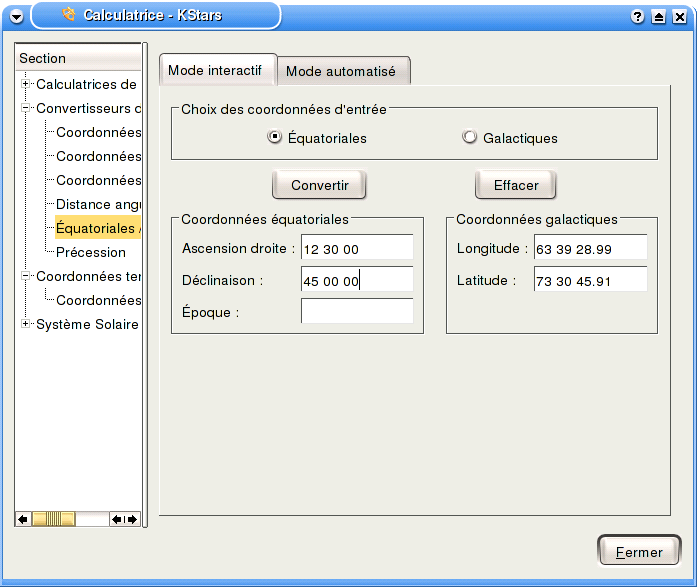 Calculatrice - KStars
Section
Calculatrices de
Convertisseurs
Coordonnées
Coordonnées
Coordonnées
Distance
Équatoriales /
Précession
Coordonnées
Coordonnées
Système Solaire
Mode interactif
Mode automatisé
Choix des coordonnées d'entrée
Équatoriales
Galactiques
Convertir
Effacer
Coordonnées équatoriales
Ascension droite : 12 30 00
Déclinaison : 45 00 00
Époque :
Coordonnées galactiques
Longitude : 63 39 28.99
Latitude : 73 30 45.91
Fermer